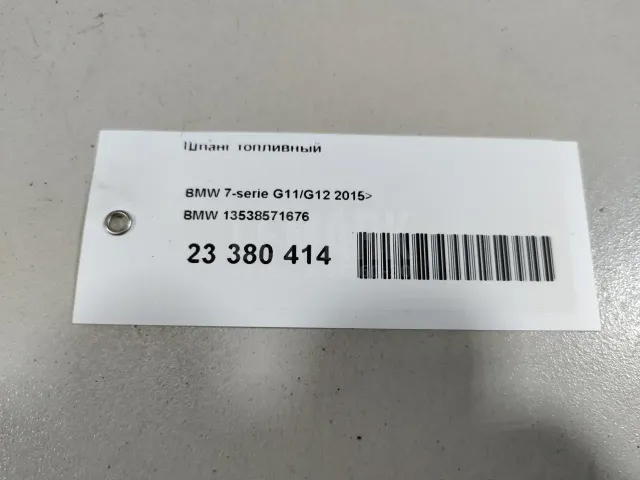 Шланг топливный
BMW 7-serie G11/G12 2015>
BMW 13538571676
23 380 414